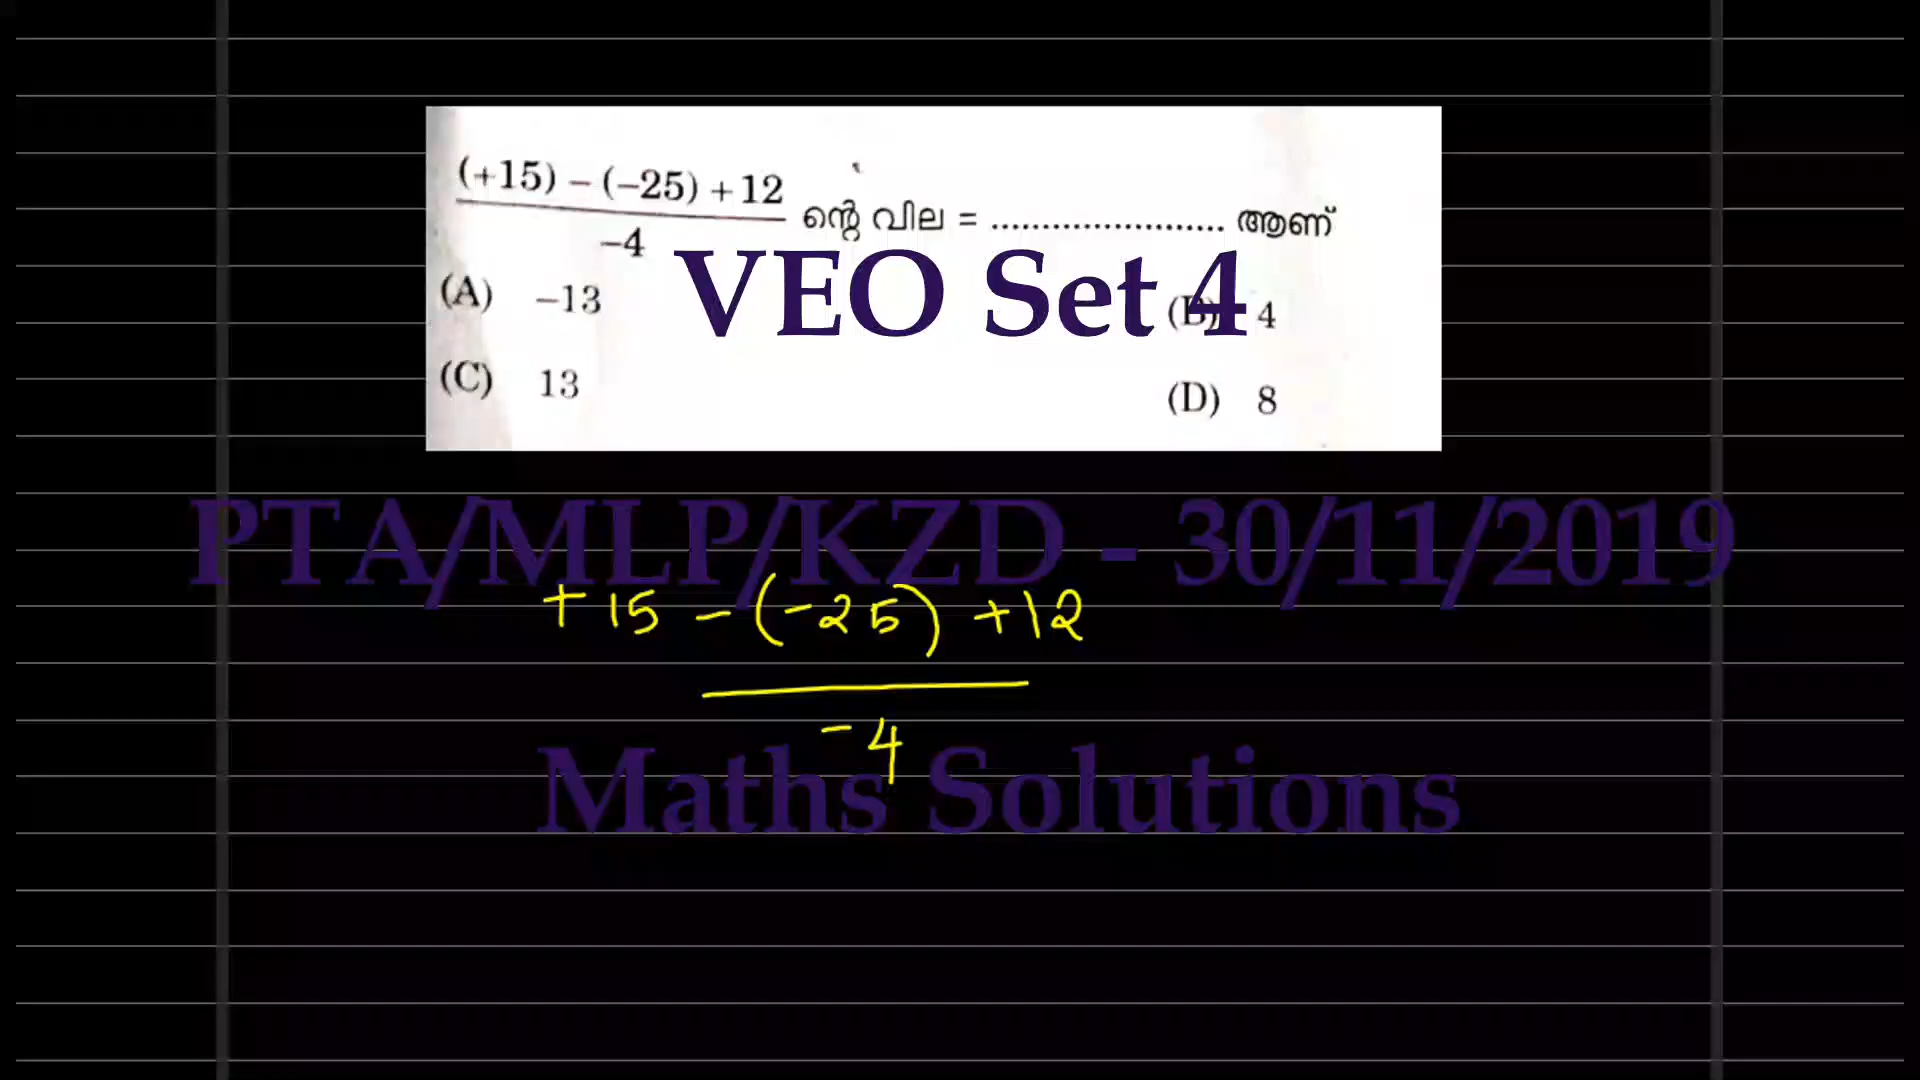 (+15) – (–25) + 12
–4
ന്റെ വില = ....................... ആണ്
(A) –13
(B) 4
(C) 13
(D) 8
VEO Set 4
PTA/MLP/KZD - 30/11/2019
+ 15 - (-25) +12
-4
Maths Solutions